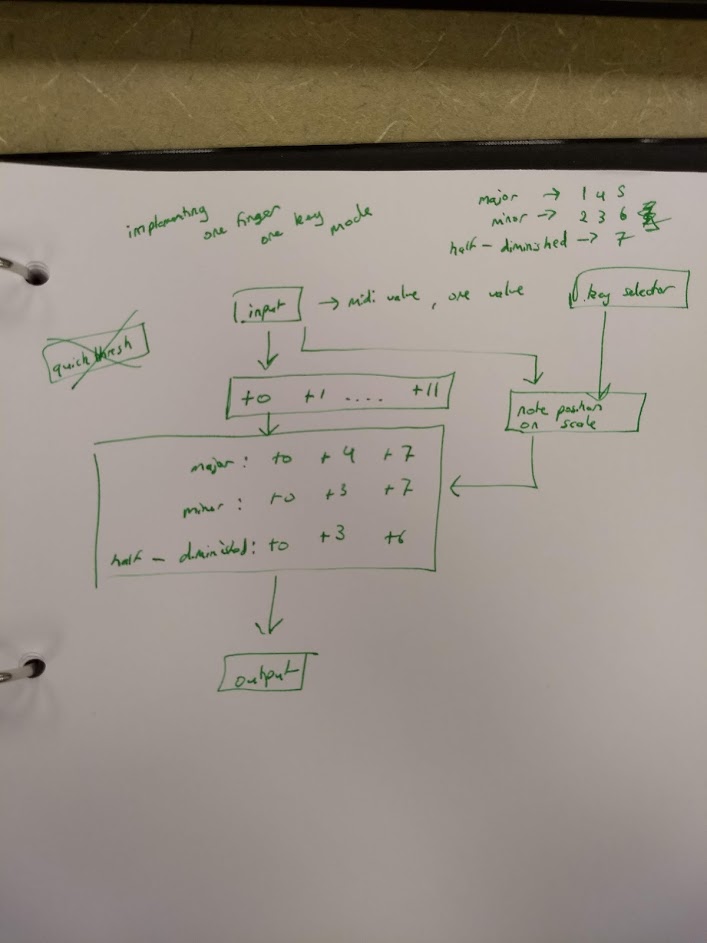 implementing
one finger
one key
mode
major → 1 4 5
minor → 2 3 6
half - diminished → 7
input → midi value, one value
key selector
quick thresh
+0 +1 .... +11
note position
on scale
major: +0 +4 +7
minor: +0 +3 +7
half - diminished: +0 +3 +6
output